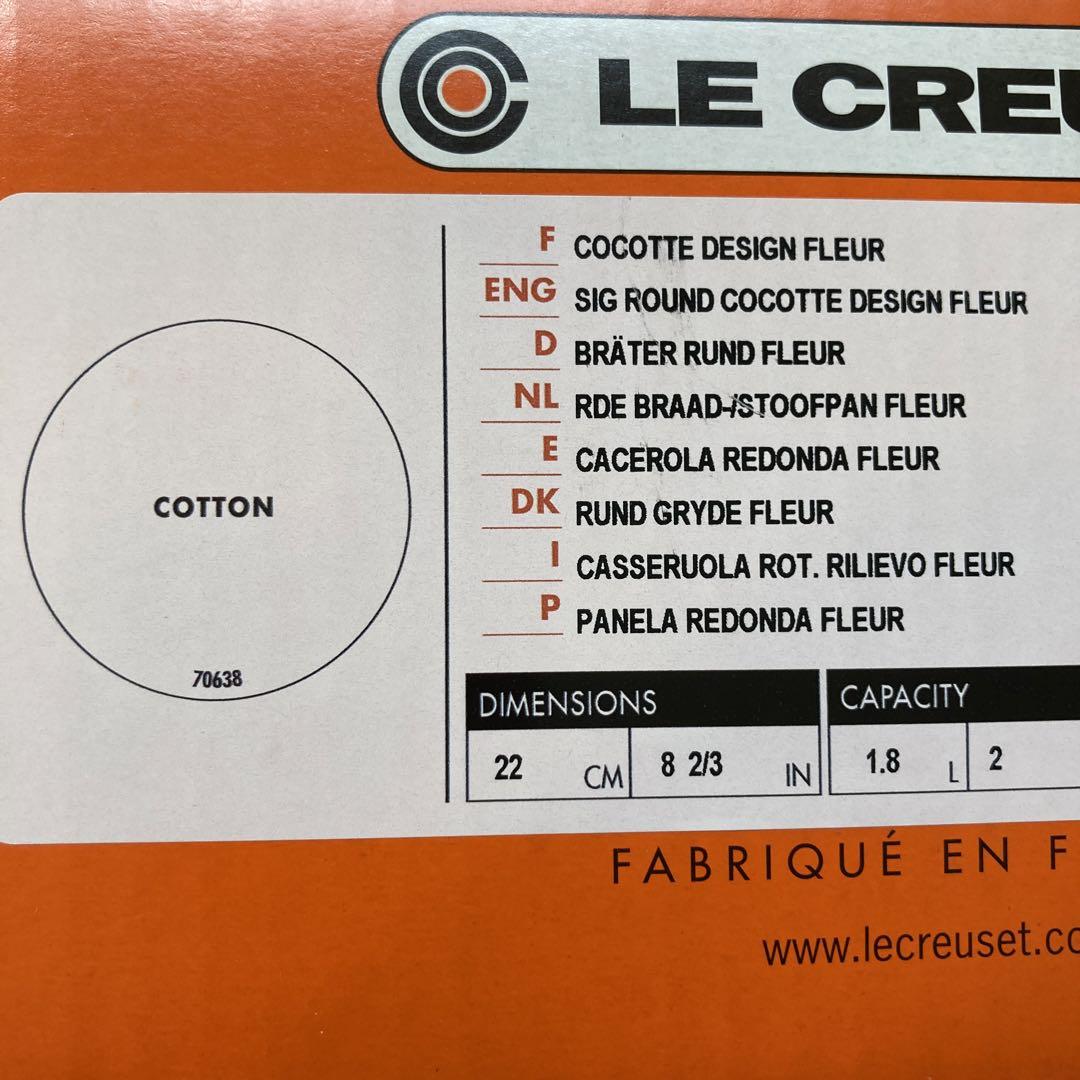 LE CREU
COTTON
70638
F COCOTTE DESIGN FLEUR
ENG SIG ROUND COCOTTE DESIGN FLEUR
D BRÄTER RUND FLEUR
NL RDE BRAAD-/STOOFPAN FLEUR
E CACEROLA REDONDA FLEUR
DK RUND GRYDE FLEUR
I CASSERUOLA ROT. RILIEVO FLEUR
P PANELA REDONDA FLEUR
DIMENSIONS CAPACITY
22 CM 8 2/3 IN 1.8 L 2
FABRIQUÉ EN F
www.lecreuset.co